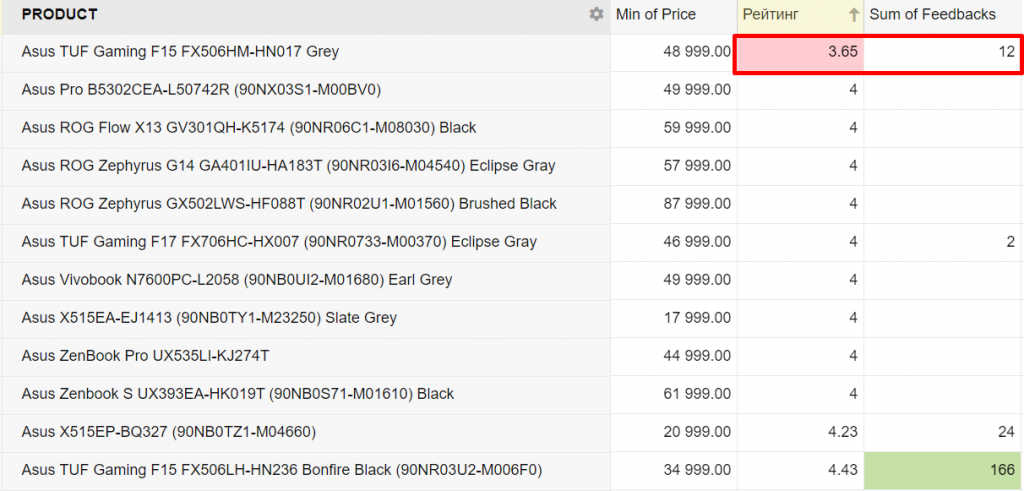 PRODUCT Min of Price Рейтинг Sum of Feedbacks
Asus TUF Gaming F15 FX506HM-HN017 Grey 48 999.00 3.65 12
Asus Pro B5302CEA-L50742R (90NX03S1-M00BV0) 49 999.00 4
Asus ROG Flow X13 GV301QH-K5174 (90NR06C1-M08030) Black 59 999.00 4
Asus ROG Zephyrus G14 GA401IU-HA183T (90NR03I6-M04540) Eclipse Gray 57 999.00 4
Asus ROG Zephyrus GX502LWS-HF088T (90NR02U1-M01560) Brushed Black 87 999.00 4
Asus TUF Gaming F17 FX706HC-HX007 (90NR0733-M00370) Eclipse Gray 46 999.00 4 2
Asus Vivobook N7600PC-L2058 (90NB0UI2-M01680) Earl Grey 49 999.00 4
Asus X515EA-EJ1413 (90NB0TY1-M23250) Slate Grey 17 999.00 4
Asus ZenBook Pro UX535LI-KJ274T 44 999.00 4
Asus Zenbook S UX393EA-HK019T (90NB0S71-M01610) Black 61 999.00 4
Asus X515EP-BQ327 (90NB0TZ1-M04660) 20 999.00 4.23 24
Asus TUF Gaming F15 FX506LH-HN236 Bonfire Black (90NR03U2-M006F0) 34 999.00 4.43 166